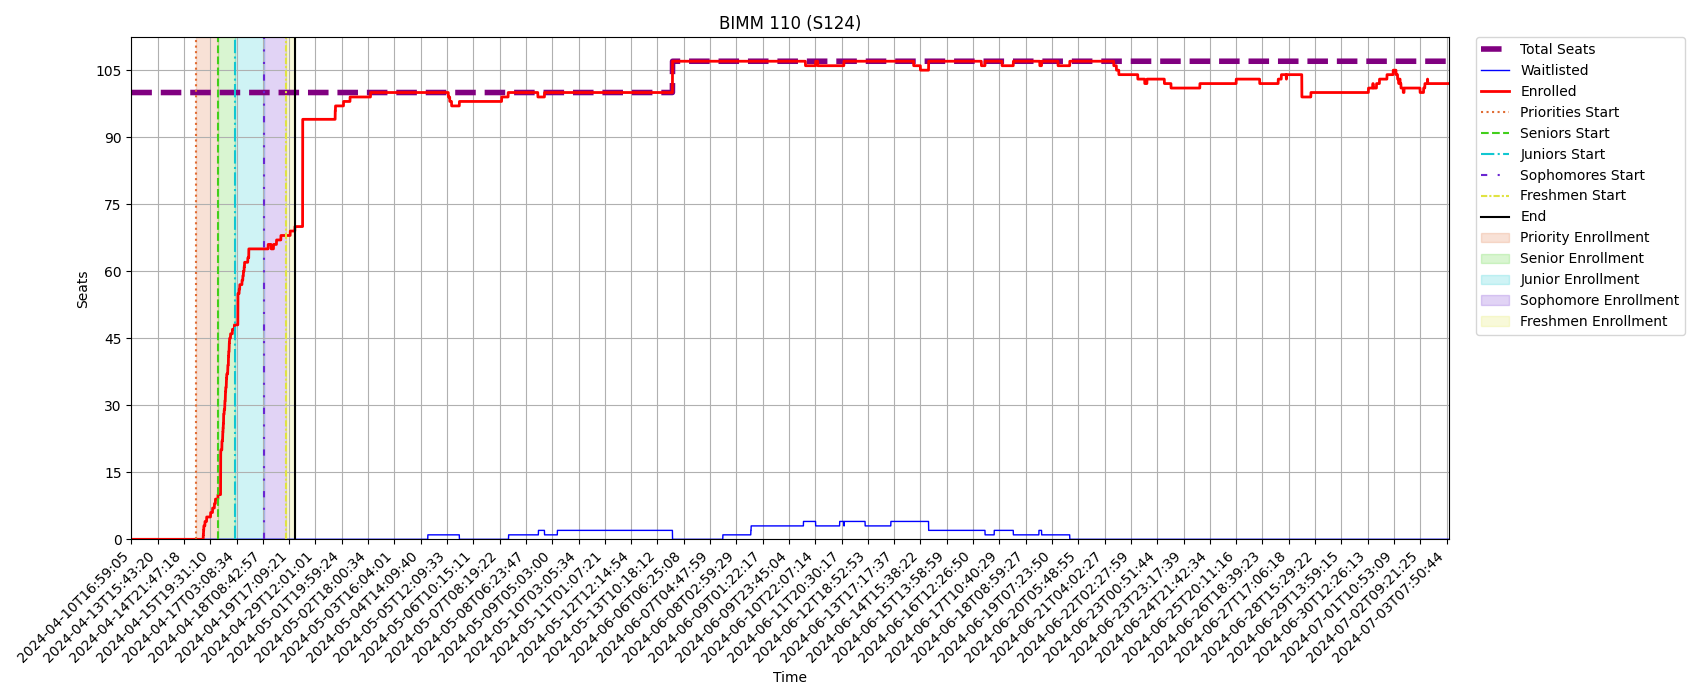 BIMM 110 (S124)
Seats
105
90
75
60
45
30
15
0
2024-04-10T16:59:05
2024-04-13T15:43:20
2024-04-14T21:47:18
2024-04-15T19:31:10
2024-04-17T03:08:34
2024-04-18T08:42:57
2024-04-19T17:09:21
2024-04-29T12:01:01
2024-05-01T19:59:24
2024-05-02T18:00:34
2024-05-03T16:04:01
2024-05-04T14:09:40
2024-05-05T12:09:33
2024-05-06T10:15:11
2024-05-07T08:19:22
2024-05-08T06:23:47
2024-05-09T05:03:00
2024-05-10T03:05:34
2024-05-11T01:07:21
2024-05-12T12:14:54
2024-05-13T10:18:12
2024-06-06T06:25:08
2024-06-07T04:47:59
2024-06-08T02:59:29
2024-06-09T01:22:17
2024-06-09T23:45:04
2024-06-10T22:07:14
2024-06-11T20:30:17
2024-06-12T18:52:53
2024-06-13T17:17:37
2024-06-14T15:38:22
2024-06-15T13:58:59
2024-06-16T12:26:50
2024-06-17T10:40:29
2024-06-18T08:59:27
2024-06-19T07:23:50
2024-06-20T05:48:55
2024-06-21T04:02:27
2024-06-22T02:27:59
2024-06-23T00:51:44
2024-06-23T23:17:39
2024-06-24T21:42:34
2024-06-25T20:11:16
2024-06-26T18:39:23
2024-06-27T17:06:18
2024-06-28T15:29:22
2024-06-29T13:59:15
2024-06-30T12:26:13
2024-07-01T10:53:09
2024-07-02T09:21:25
2024-07-03T07:50:44
Time
Total Seats
Waitlisted
Enrolled
Priorities Start
Seniors Start
Juniors Start
Sophomores Start
Freshmen Start
End
Priority Enrollment
Senior Enrollment
Junior Enrollment
Sophomore Enrollment
Freshmen Enrollment